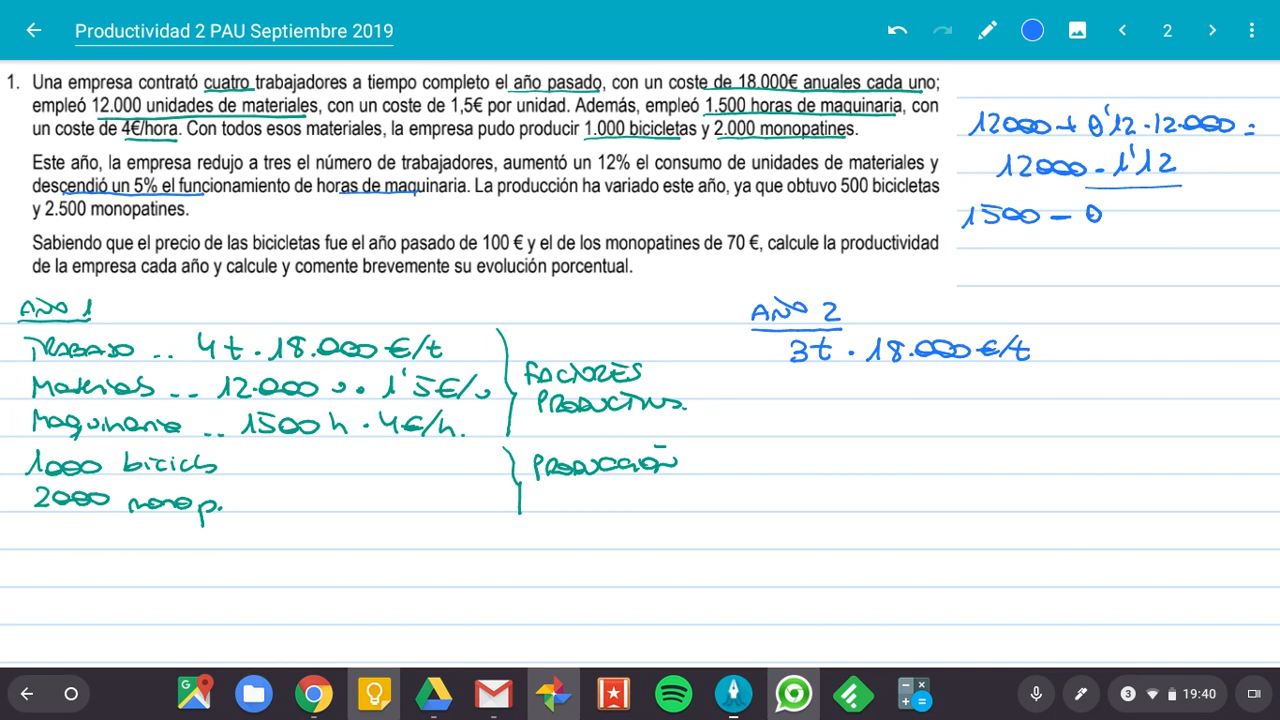 Productividad 2 PAU Septiembre 2019
2
1. Una empresa contrató cuatro trabajadores a tiempo completo el año pasado, con un coste de 18.000€ anuales cada uno;
empleó 12.000 unidades de materiales, con un coste de 1,5€ por unidad. Además, empleó 1.500 horas de maquinaria, con
un coste de 4€/hora. Con todos esos materiales, la empresa pudo producir 1.000 bicicletas y 2.000 monopatines.
Este año, la empresa redujo a tres el número de trabajadores, aumentó un 12% el consumo de unidades de materiales y
descendió un 5% el funcionamiento de horas de maquinaria. La producción ha variado este año, ya que obtuvo 500 bicicletas
y 2.500 monopatines.
Sabiendo que el precio de las bicicletas fue el año pasado de 100 € y el de los monopatines de 70 €, calcule la productividad
de la empresa cada año y calcule y comente brevemente su evolución porcentual.
12000 + 0'12 · 12.000 =
12000 · 1'12
1500 - 0
AÑO 1
TRABAJO .. 4t · 18.000 €/t
Materials .. 12.000 u · 1'5€/u
Maquinaria .. 1500 h · 4€/h.
FACTORES
PRODUCTIVOS.
1000 bicicls
2000 monop.
PRODUCCIÓN
AÑO 2
3t · 18.000 €/t
3
19:40